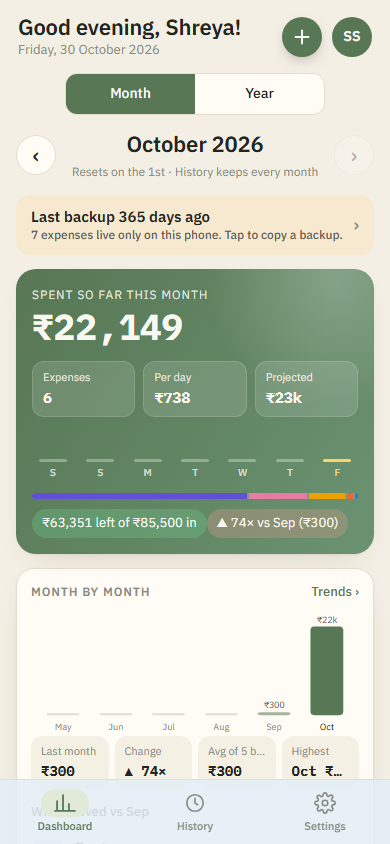 Good evening, Shreya!
Friday, 30 October 2026
SS
Month
Year
October 2026
Resets on the 1st · History keeps every month
Last backup 365 days ago
7 expenses live only on this phone. Tap to copy a backup.
SPENT SO FAR THIS MONTH
₹22,149
Expenses
6
Per day
₹738
Projected
₹23k
S S M T W T F
₹63,351 left of ₹85,500 in
▲ 74× vs Sep (₹300)
MONTH BY MONTH
Trends ›
₹22k
₹300
May Jun Jul Aug Sep Oct
Last month
₹300
Change
▲ 74×
Avg of 5 b…
₹300
Highest
Oct ₹…
ved vs Sep
Dashboard
History
Settings